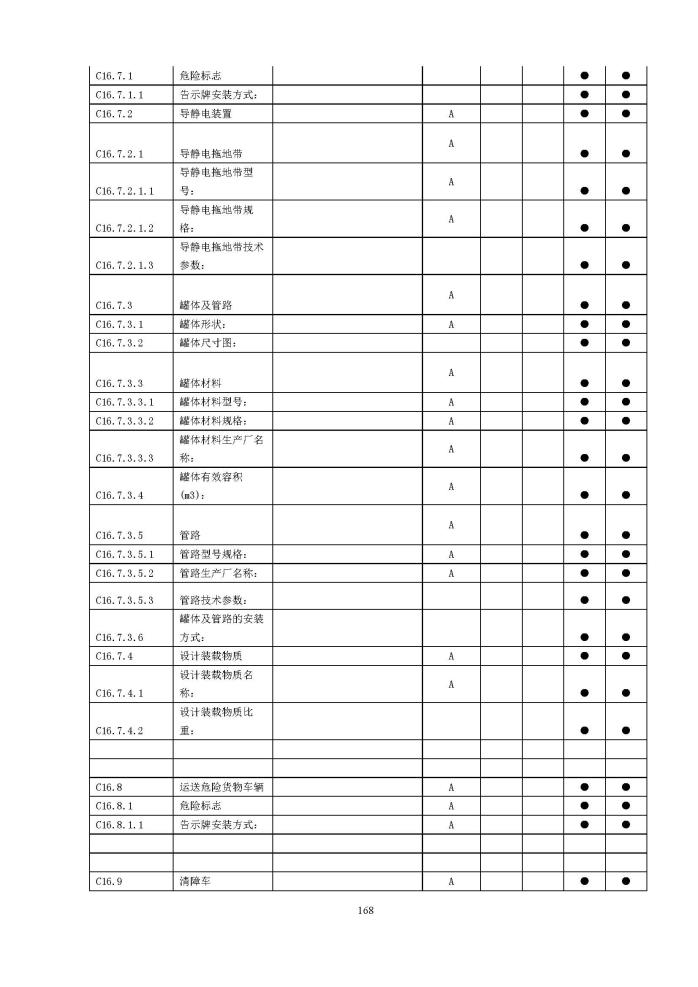 C16.7.1 危险标志 ● ●
C16.7.1.1 告示牌安装方式: ● ●
C16.7.2 导静电装置 A ● ●
C16.7.2.1 导静电拖地带 A ● ●
导静电拖地带型
C16.7.2.1.1 号: A ● ●
导静电拖地带规
C16.7.2.1.2 格: A ● ●
导静电拖地带技术
C16.7.2.1.3 参数: ● ●
C16.7.3 罐体及管路 A ● ●
C16.7.3.1 罐体形状: A ● ●
C16.7.3.2 罐体尺寸图: ● ●
C16.7.3.3 罐体材料 A ● ●
C16.7.3.3.1 罐体材料型号: A ● ●
C16.7.3.3.2 罐体材料规格: A ● ●
罐体材料生产厂名
C16.7.3.3.3 称: A ● ●
罐体有效容积
C16.7.3.4 (m3): A ● ●
C16.7.3.5 管路 A ● ●
C16.7.3.5.1 管路型号规格: A ● ●
C16.7.3.5.2 管路生产厂名称: A ● ●
C16.7.3.5.3 管路技术参数: ● ●
罐体及管路的安装
C16.7.3.6 方式: ● ●
C16.7.4 设计装载物质 A ● ●
设计装载物质名
C16.7.4.1 称: A ● ●
设计装载物质比
C16.7.4.2 重: ● ●
C16.8 运送危险货物车辆 A ● ●
C16.8.1 危险标志 A ● ●
C16.8.1.1 告示牌安装方式: A ● ●
C16.9 清障车 A ● ●
168